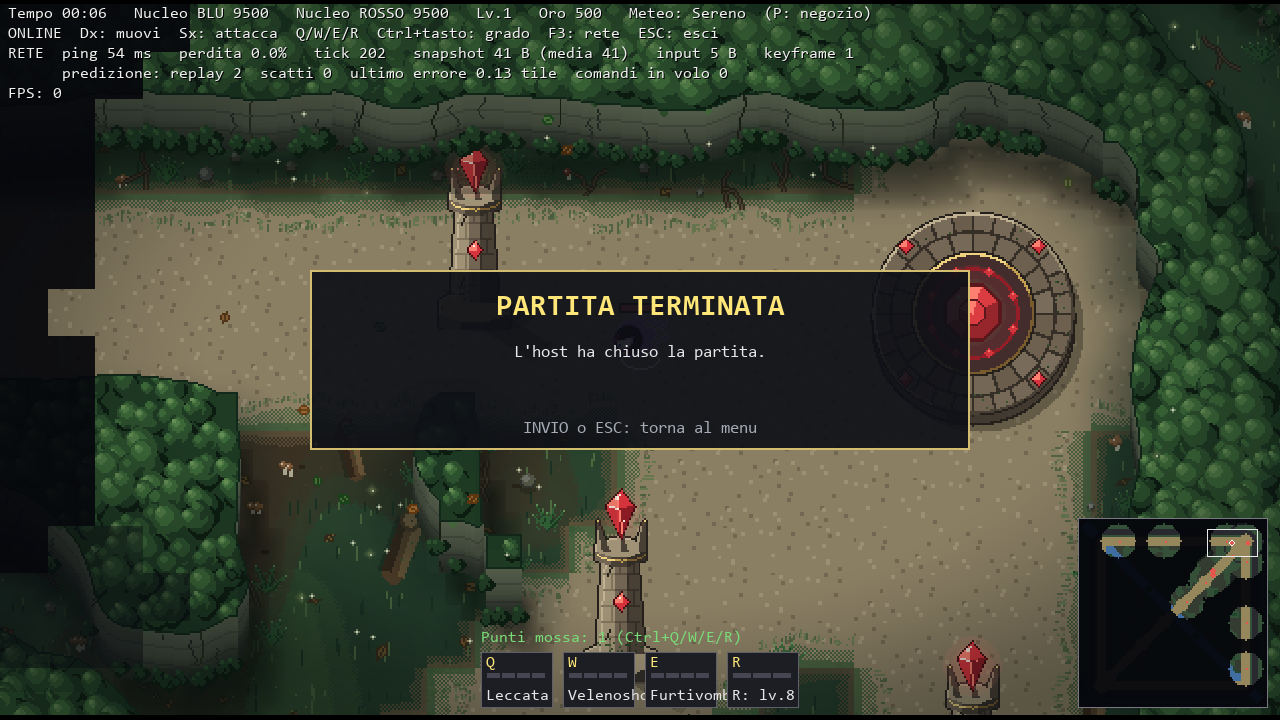 Tempo 00:06   Nucleo BLU 9500   Nucleo ROSSO 9500   Lv.1   Oro 500   Meteo: Sereno  (P: negozio)
ONLINE  Dx: muovi  Sx: attacca  Q/W/E/R  Ctrl+tasto: grado  F3: rete  ESC: esci
RETE  ping 54 ms   perdita 0.0%   tick 202   snapshot 41 B (media 41)   input 5 B   keyframe 1
predizione: replay 2  scatti 0  ultimo errore 0.13 tile  comandi in volo 0
FPS: 0
PARTITA TERMINATA
L'host ha chiuso la partita.
INVIO o ESC: torna al menu
Punti mossa: 1 (Ctrl+Q/W/E/R)
Q W E R
Leccata Velenosho Furtivomb R: lv.8